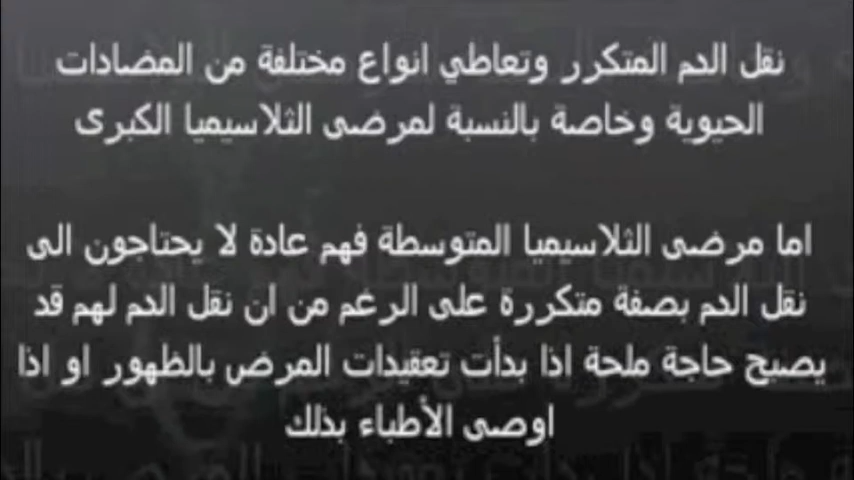 نقل الدم المتكرر وتعاطي انواع مختلفة من المضادات
الحيوية وخاصة بالنسبة لمرضى الثلاسيميا الكبرى
اما مرضى الثلاسيميا المتوسطة فهم عادة لا يحتاجون الى
نقل الدم بصفة متكررة على الرغم من ان نقل الدم لهم قد
يصبح حاجة ملحة اذا بدأت تعقيدات المرض بالظهور او اذا
اوصى الأطباء بذلك